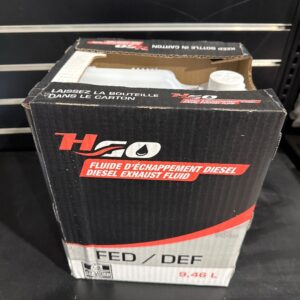 KEEP BOTTLE IN CARTON
LAISSEZ LA BOUTEILLE
DANS LE CARTON
H2O
FLUIDE D'ÉCHAPPEMENT DIESEL
DIESEL EXHAUST FLUID
FED / DEF
9,46 L